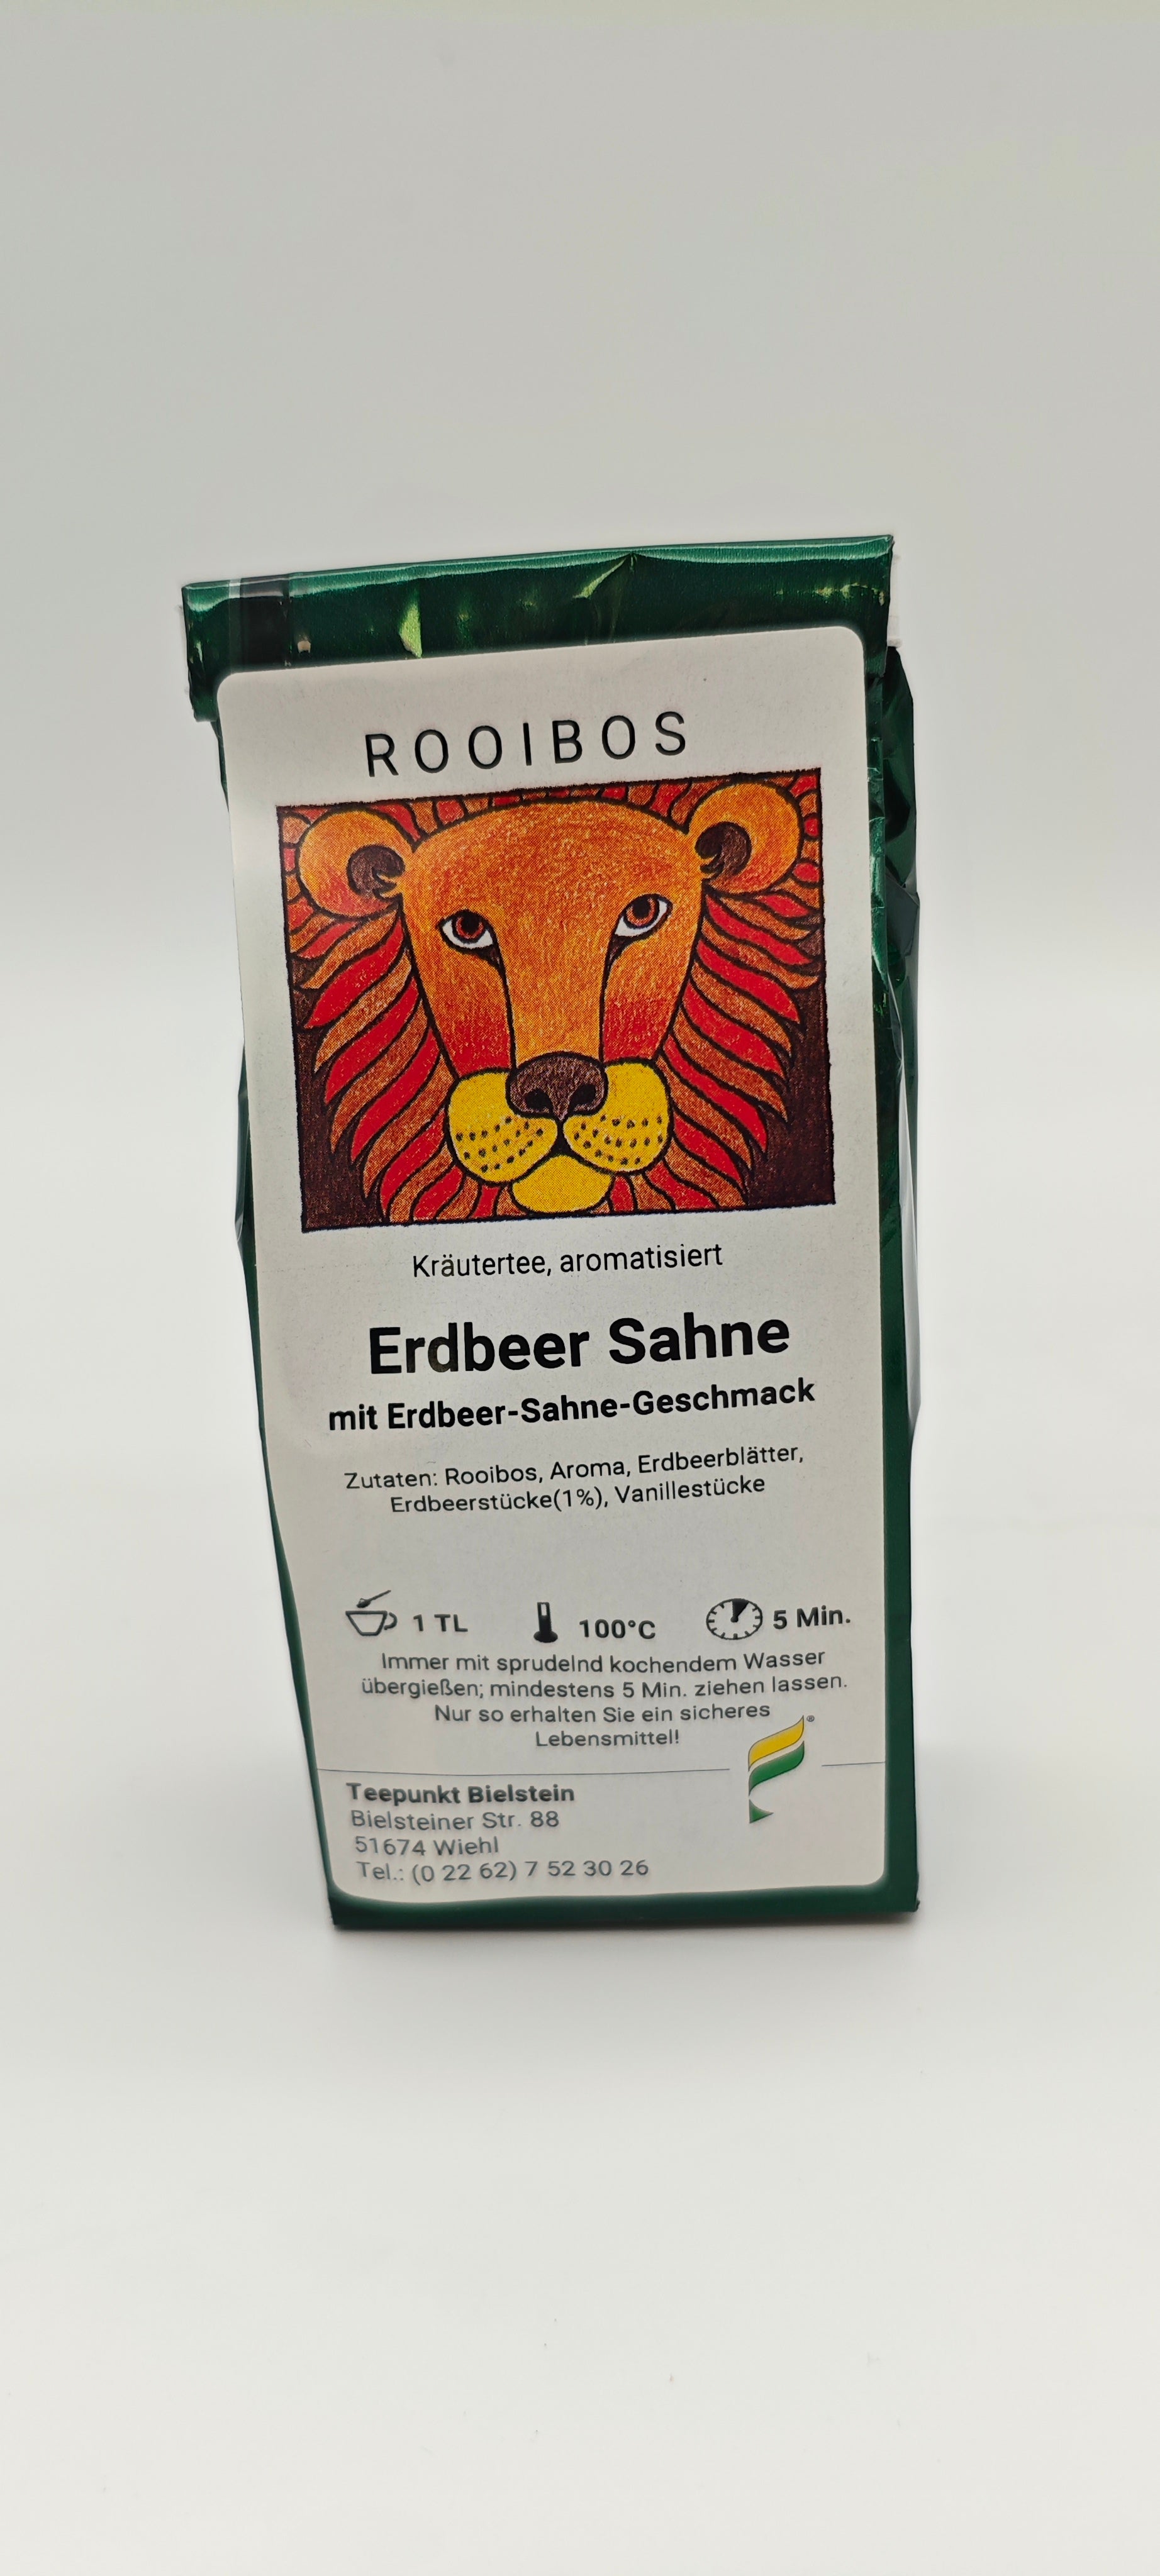 ROOIBOS
Kräutertee, aromatisiert
Erdbeer Sahne
mit Erdbeer-Sahne-Geschmack
Zutaten: Rooibos, Aroma, Erdbeerblätter,
Erdbeerstücke(1%), Vanillestücke
1 TL 100°C 5 Min.
Immer mit sprudelnd kochendem Wasser
übergießen; mindestens 5 Min. ziehen lassen.
Nur so erhalten Sie ein sicheres
Lebensmittel!
®
Teepunkt Bielstein
Bielsteiner Str. 88
51674 Wiehl
Tel.: (0 22 62) 7 52 30 26